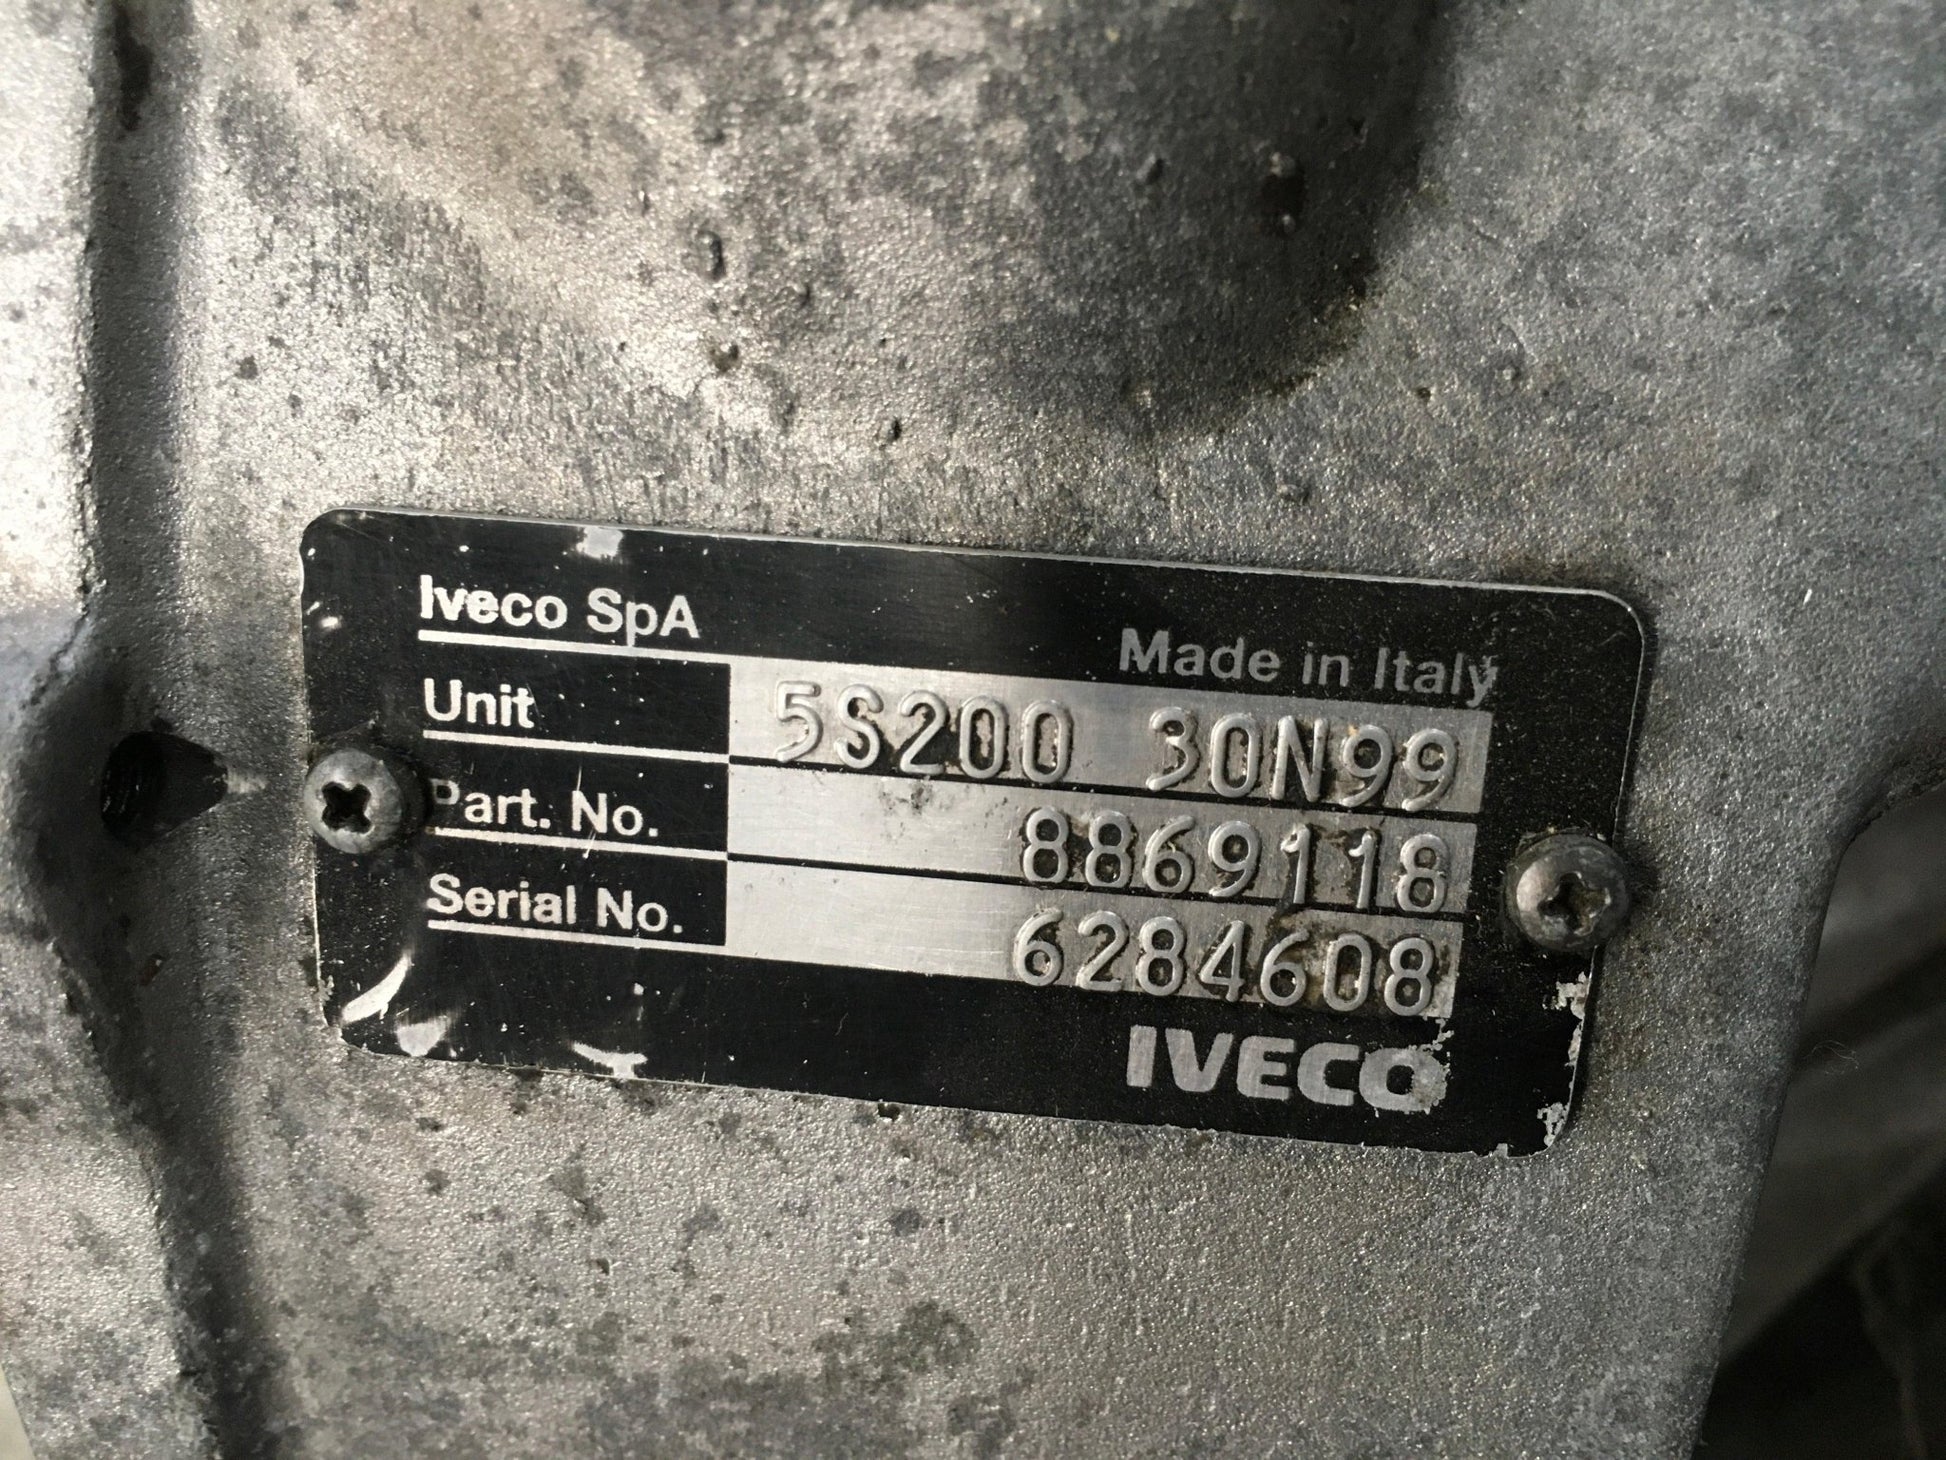 Iveco SpA
Made in Italy
Unit 5S200 30N99
Part. No. 8869118
Serial No. 6284608
IVECO